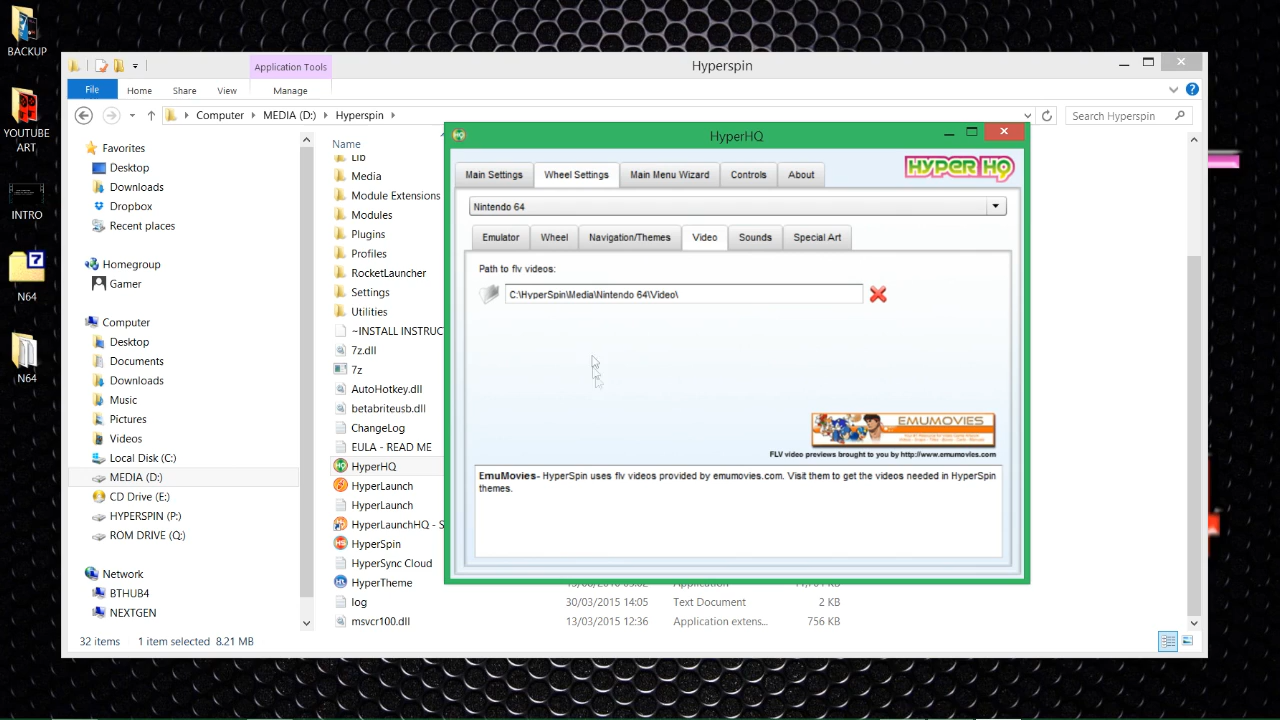 BACKUP
YOUTUBE
ART
INTRO
7
N64
N64
Application Tools
Hyperspin
File
Home
Share
View
Manage
Computer
MEDIA (D:)
Hyperspin
Search Hyperspin
Favorites
Desktop
Downloads
Dropbox
Recent places
Homegroup
Gamer
Computer
Desktop
Documents
Downloads
Music
Pictures
Videos
Local Disk (C:)
MEDIA (D:)
CD Drive (E:)
HYPERSPIN (P:)
ROM DRIVE (Q:)
Network
BTHUB4
NEXTGEN
Name
Lib
Media
Module Extensions
Modules
Plugins
Profiles
RocketLauncher
Settings
Utilities
~INSTALL INSTRUC
7z.dll
7z
AutoHotkey.dll
betabriteusb.dll
ChangeLog
EULA - READ ME
HyperHQ
HyperLaunch
HyperLaunch
HyperLaunchHQ - S
HyperSpin
HyperSync Cloud
HyperTheme
log 30/03/2015 14:05 Text Document 2 KB
msvcr100.dll 13/03/2015 12:36 Application extens... 756 KB
32 items 1 item selected 8.21 MB
HyperHQ
Main Settings
Wheel Settings
Main Menu Wizard
Controls
About
HYPER HQ
Nintendo 64
Emulator
Wheel
Navigation/Themes
Video
Sounds
Special Art
Path to flv videos:
C:\HyperSpin\Media\Nintendo 64\Video\
EMUMOVIES
FLV video previews brought to you by http://www.emumovies.com
EmuMovies- HyperSpin uses flv videos provided by emumovies.com. Visit them to get the videos needed in HyperSpin
themes.